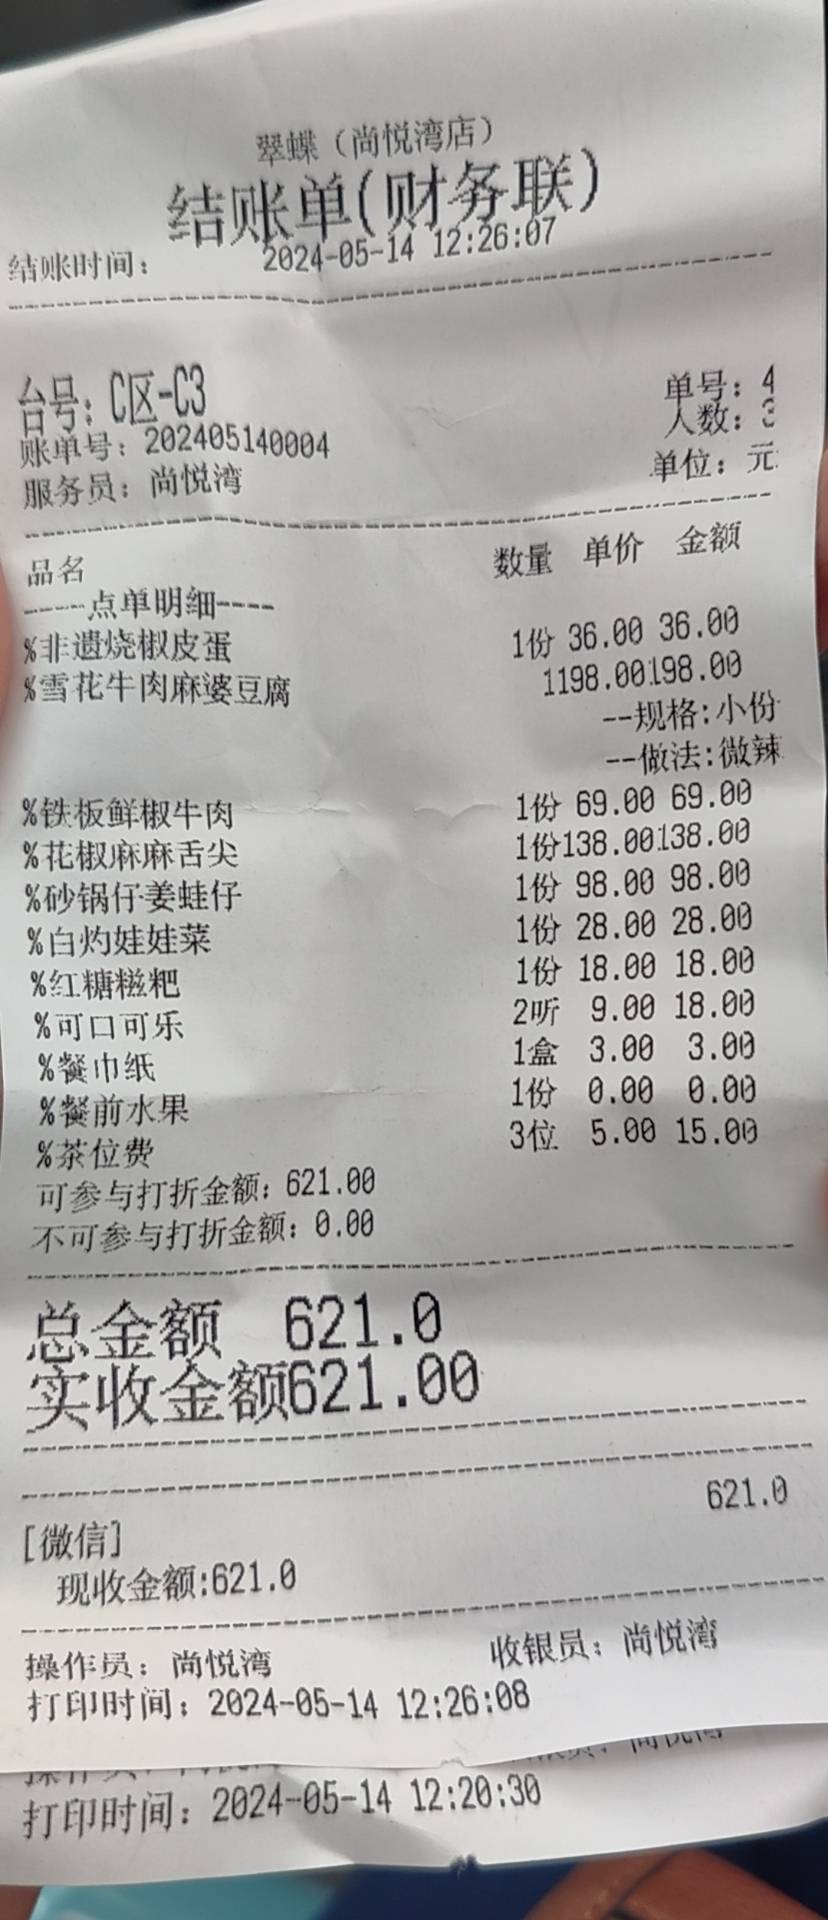 翠蝶（尚悦湾店）
结账单(财务联)
结账时间： 2024-05-14 12:26:07
台号：C区-C3 单号：4
账单号：202405140004 人数：3
服务员：尚悦湾 单位：元
品名 数量 单价 金额
-----点单明细----
%非遗烧椒皮蛋 1份 36.00 36.00
%雪花牛肉麻婆豆腐 1198.00198.00
--规格:小份
--做法:微辣
%铁板鲜椒牛肉 1份 69.00 69.00
%花椒麻麻舌尖 1份138.00138.00
%砂锅仔姜蛙仔 1份 98.00 98.00
%白灼娃娃菜 1份 28.00 28.00
%红糖糍粑 1份 18.00 18.00
%可口可乐 2听 9.00 18.00
%餐巾纸 1盒 3.00 3.00
%餐前水果 1份 0.00 0.00
%茶位费 3位 5.00 15.00
可参与打折金额：621.00
不可参与打折金额：0.00
总金额 621.0
实收金额621.00
621.0
[微信]
现收金额:621.0
操作员：尚悦湾 收银员：尚悦湾
打印时间：2024-05-14 12:26:08
打印时间：2024-05-14 12:20:30